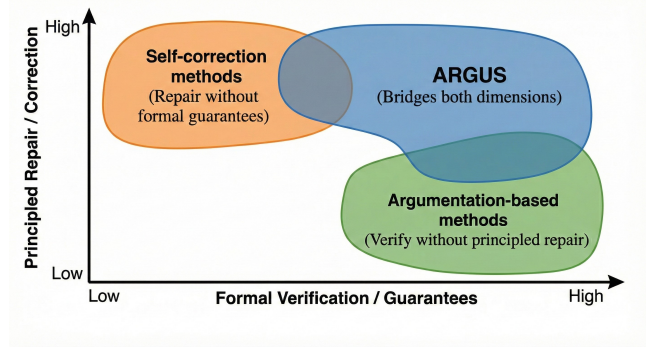 Principled Repair / Correction
High
Self-correction
methods
(Repair without
formal guarantees)
ARGUS
(Bridges both dimensions)
Argumentation-based
methods
(Verify without principled repair)
Low
Low
Formal Verification / Guarantees
High